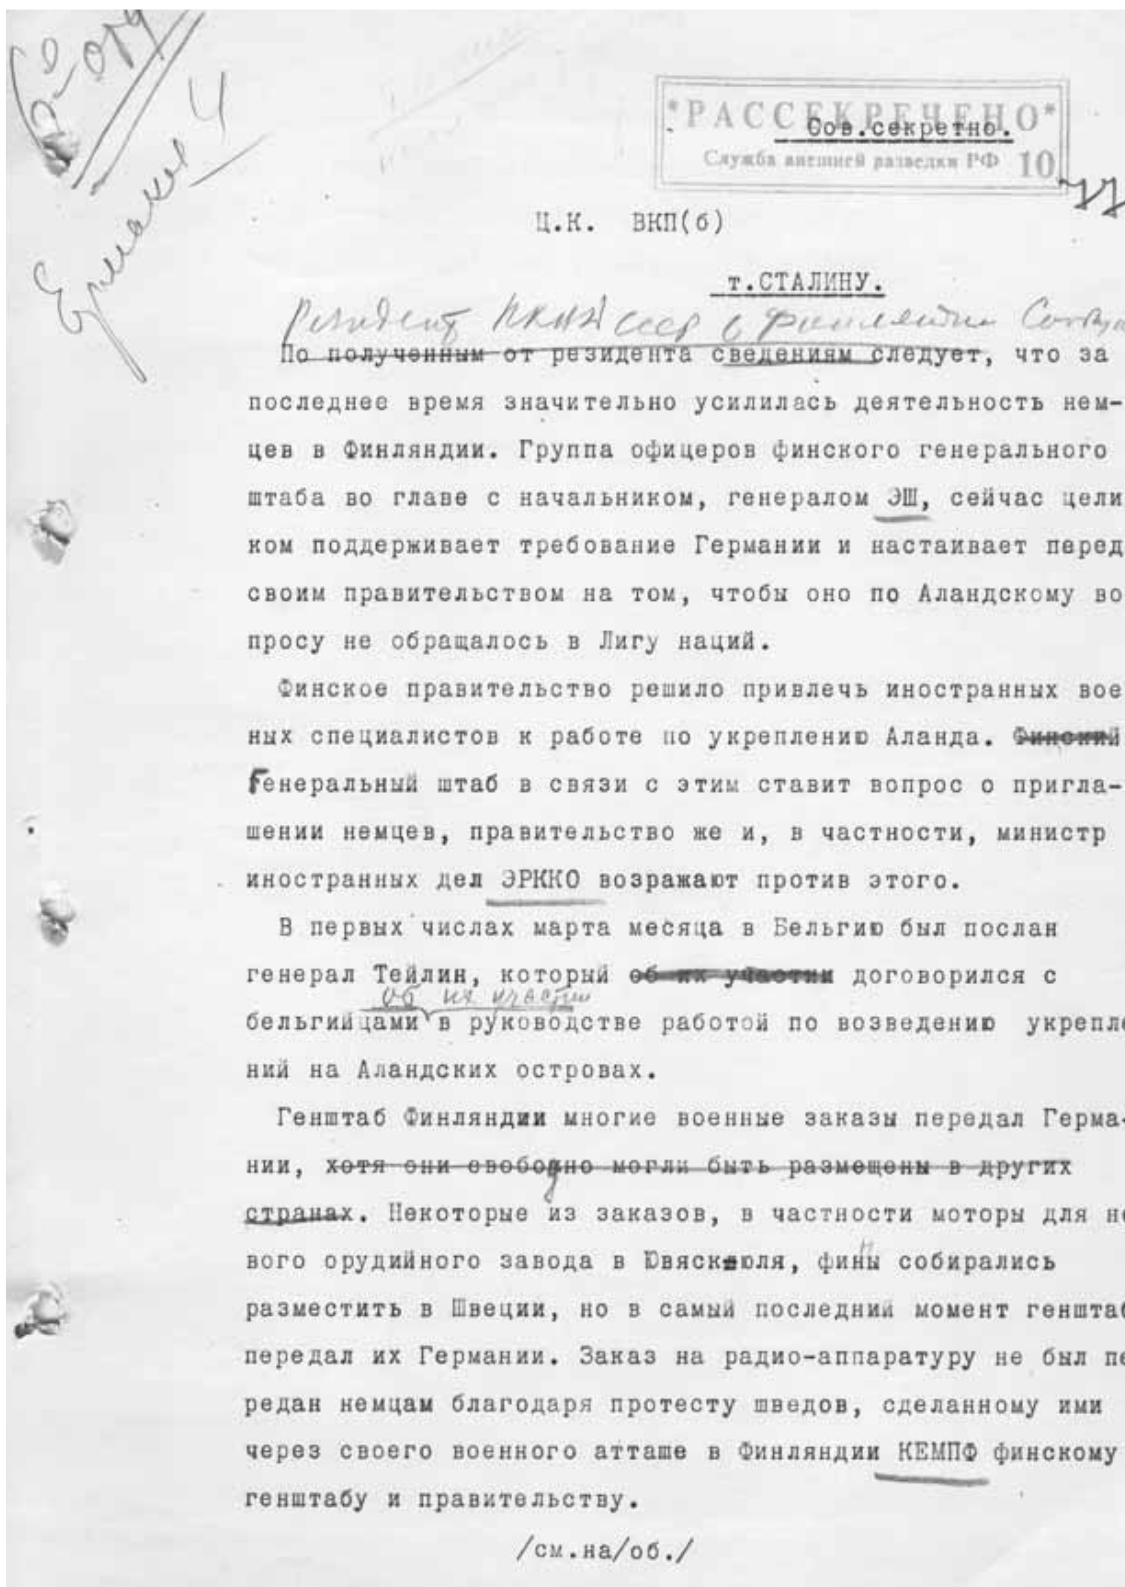 Ермаков Ч
*РАССЕКРЕЧЕНО*
Сов.секретно.
Служба внешней разведки РФ 10
77
Ц.К. ВКП(б)
т.СТАЛИНУ.
Резидент НКВД СССР в Финляндии
По полученным от резидента сведениям следует, что за
последнее время значительно усилилась деятельность нем-
цев в Финляндии. Группа офицеров финского генерального
штаба во главе с начальником, генералом ЭШ, сейчас цели
ком поддерживает требование Германии и настаивает перед
своим правительством на том, чтобы оно по Аландскому во
просу не обращалось в Лигу наций.
Финское правительство решило привлечь иностранных вое
ных специалистов к работе по укреплению Аланда. Финский
Генеральный штаб в связи с этим ставит вопрос о пригла-
шении немцев, правительство же и, в частности, министр
иностранных дел ЭРККО возражают против этого.
В первых числах марта месяца в Бельгию был послан
генерал Тейлин, который об их участии договорился с
об их участии
бельгийцами в руководстве работой по возведению укрепле
ний на Аландских островах.
Генштаб Финляндии многие военные заказы передал Герма-
нии, хотя они свободно могли быть размещены в других
странах. Некоторые из заказов, в частности моторы для но
вого орудийного завода в Ювяскюля, финны собирались
разместить в Швеции, но в самый последний момент генштаб
передал их Германии. Заказ на радио-аппаратуру не был пе
редан немцам благодаря протесту шведов, сделанному ими
через своего военного атташе в Финляндии КЕМПФ финскому
генштабу и правительству.
/см.на/об./